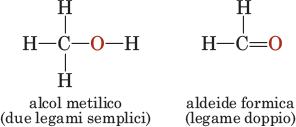 H H
H—C—O—H H—C=O
H
alcol metilico aldeide formica
(due legami semplici) (legame doppio)